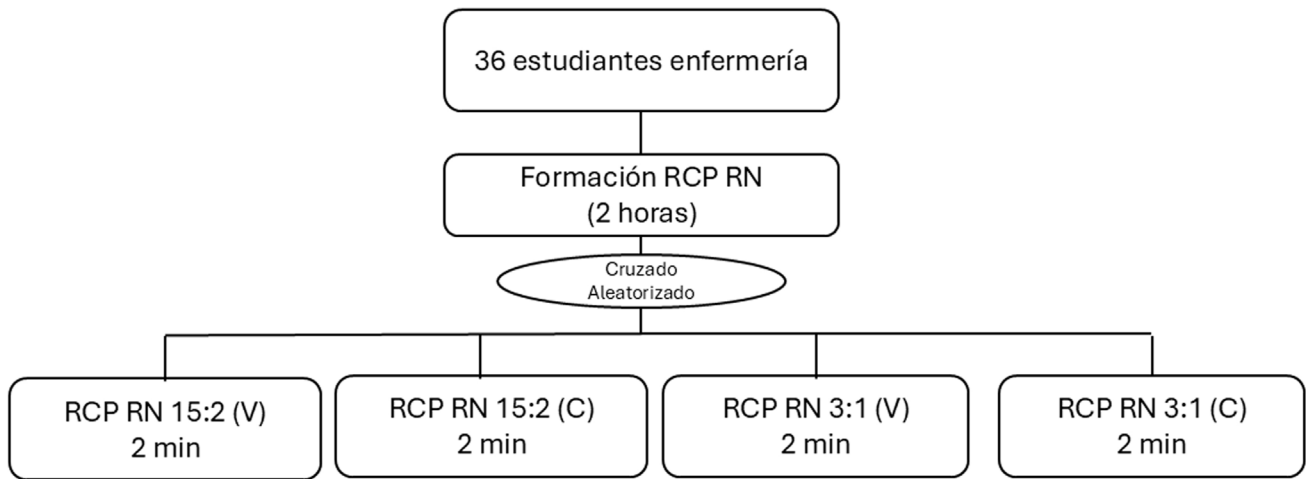 36 estudiantes enfermería
Formación RCP RN
(2 horas)
Cruzado
Aleatorizado
RCP RN 15:2 (V)
2 min
RCP RN 15:2 (C)
2 min
RCP RN 3:1 (V)
2 min
RCP RN 3:1 (C)
2 min